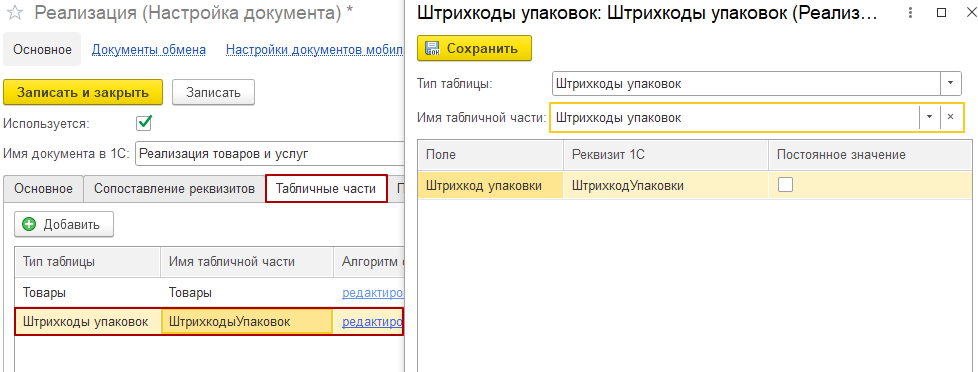 Реализация (Настройка документа) *
Основное Документы обмена Настройки документов мобил
Записать и закрыть Записать
Используется:
Имя документа в 1С: Реализация товаров и услуг
Основное Сопоставление реквизитов Табличные части П
Добавить
Тип таблицы Имя табличной части Алгоритм
Товары Товары редактиро
Штрихкоды упаковок ШтрихкодыУпаковок редактиро
Штрихкоды упаковок: Штрихкоды упаковок (Реализ...
Сохранить
Тип таблицы: Штрихкоды упаковок
Имя табличной части: Штрихкоды упаковок
Поле Реквизит 1С Постоянное значение
Штрихкод упаковки ШтрихкодУпаковки